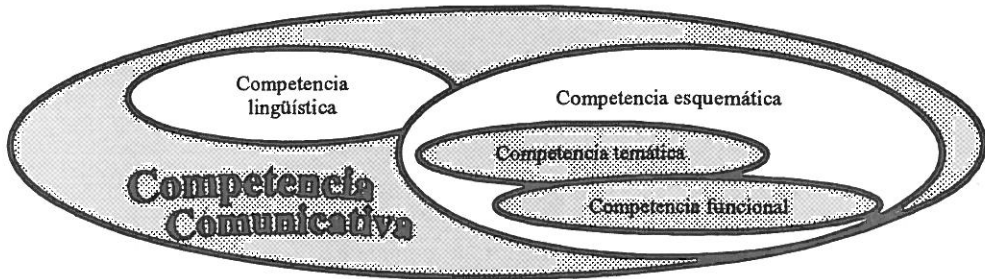 Competencia
lingüística
Competencia esquemática
Competencia temática
Competencia funcional
Competencia
Comunicativa